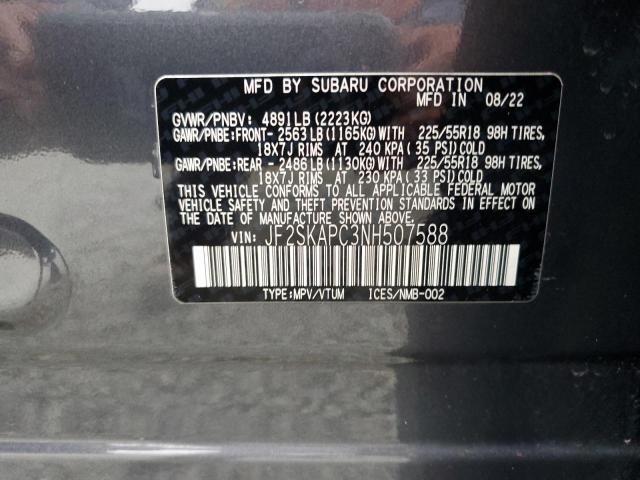 MFD BY SUBARU CORPORATION
MFD IN 08/22
GVWR/PNBV: 4891LB(2223KG)
GAWR/PNBE:FRONT-2563LB(1165KG)WITH 225/55R18 98H TIRES,
18X7J RIMS AT 240 KPA( 35 PSI)COLD
GAWR/PNBE:REAR -2486LB(1130KG)WITH 225/55R18 98H TIRES,
18X7J RIMS AT 230 KPA( 33 PSI)COLD
THIS VEHICLE CONFORMS TO ALL APPLICABLE FEDERAL MOTOR
VEHICLE SAFETY AND THEFT PREVENTION STANDARDS IN EFFECT ON
THE DATE OF MANUFACTURE SHOWN ABOVE.
VIN: JF2SKAPC3NH507588
TYPE:MPV/VTUM ICES/NMB-002